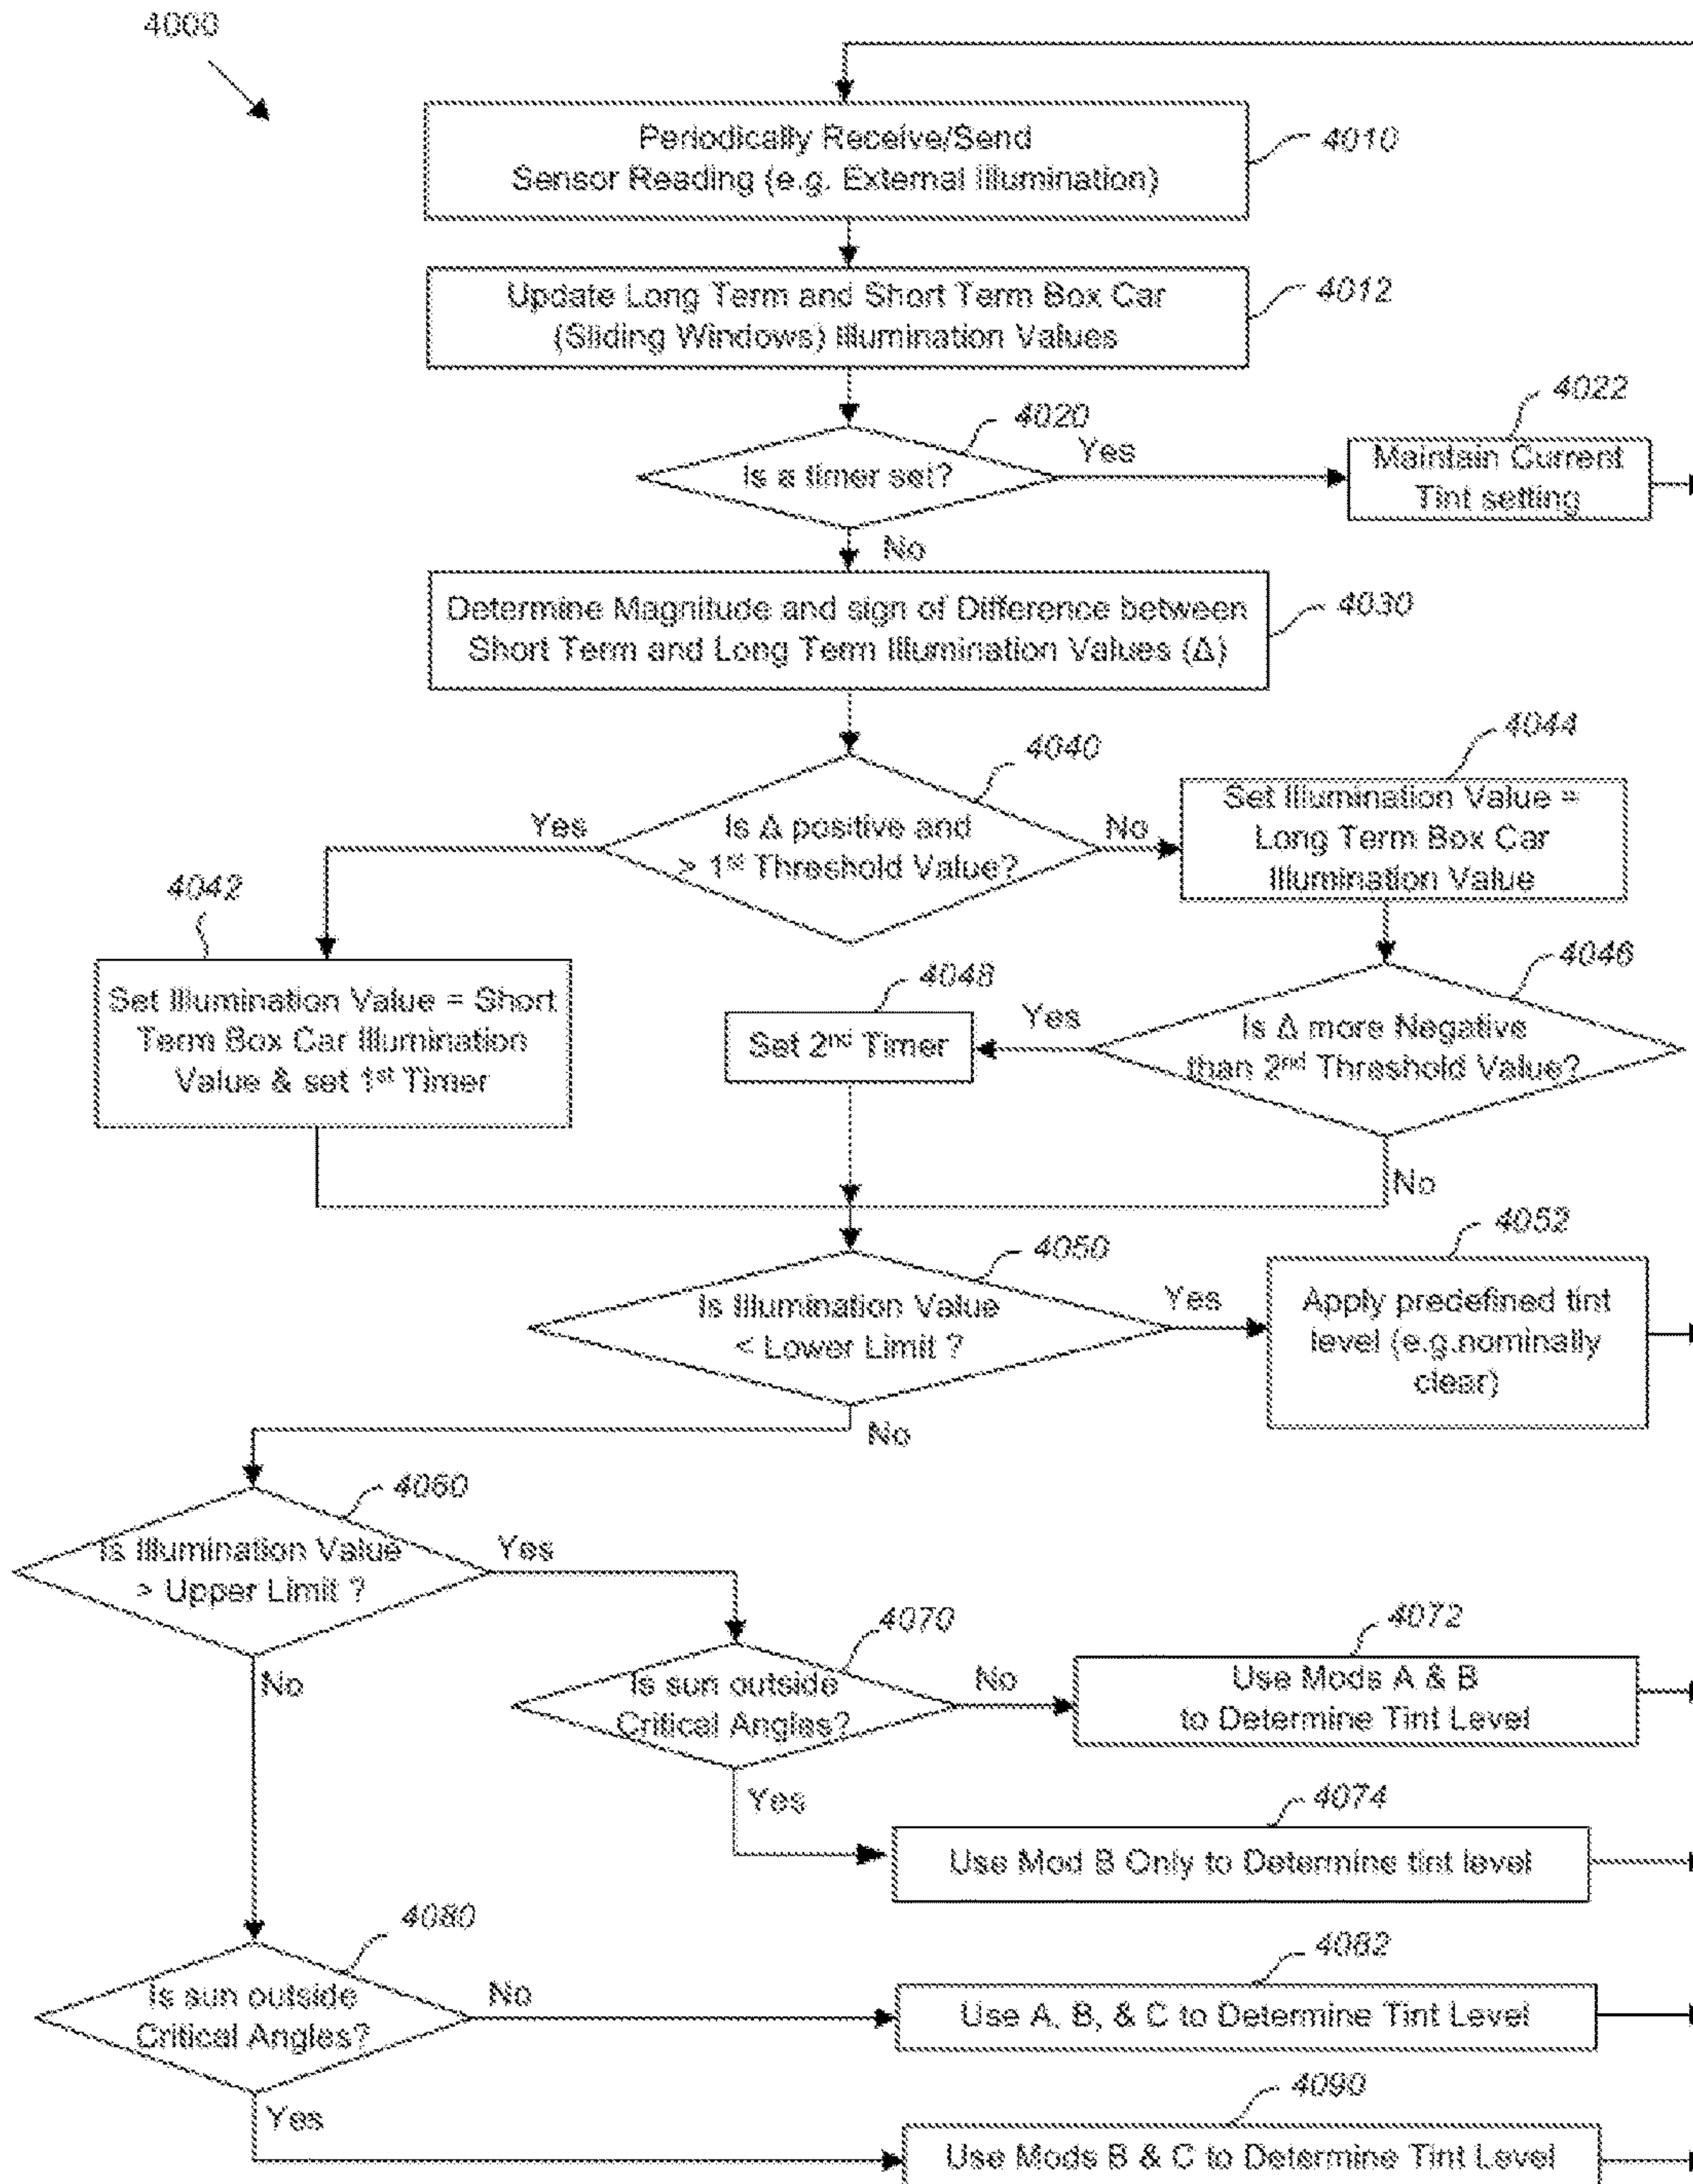 4000
Periodically Receive/Send
Sensor Reading (e.g. External Illumination)
4010
Update Long Term and Short Term Box Car
(Sliding Windows) Illumination Values
4012
4020
Is a timer set?
Yes
4022
Maintain Current
Tint setting
No
Determine Magnitude and sign of Difference between
Short Term and Long Term Illumination Values (Δ)
4030
4040
Is Δ positive and
> 1st Threshold Value?
Yes
No
4044
Set Illumination Value =
Long Term Box Car
Illumination Value
4042
Set Illumination Value = Short
Term Box Car Illumination
Value & set 1st Timer
4048
Set 2nd Timer
Yes
4046
Is Δ more Negative
than 2nd Threshold Value?
No
4050
Is Illumination Value
< Lower Limit ?
Yes
4052
Apply predefined tint
level (e.g.nominally
clear)
No
4060
Is Illumination Value
> Upper Limit ?
Yes
No
4070
Is sun outside
Critical Angles?
No
4072
Use Mods A & B
to Determine Tint Level
Yes
4074
Use Mod B Only to Determine tint level
4080
Is sun outside
Critical Angles?
No
4082
Use A, B, & C to Determine Tint Level
Yes
4090
Use Mods B & C to Determine Tint Level